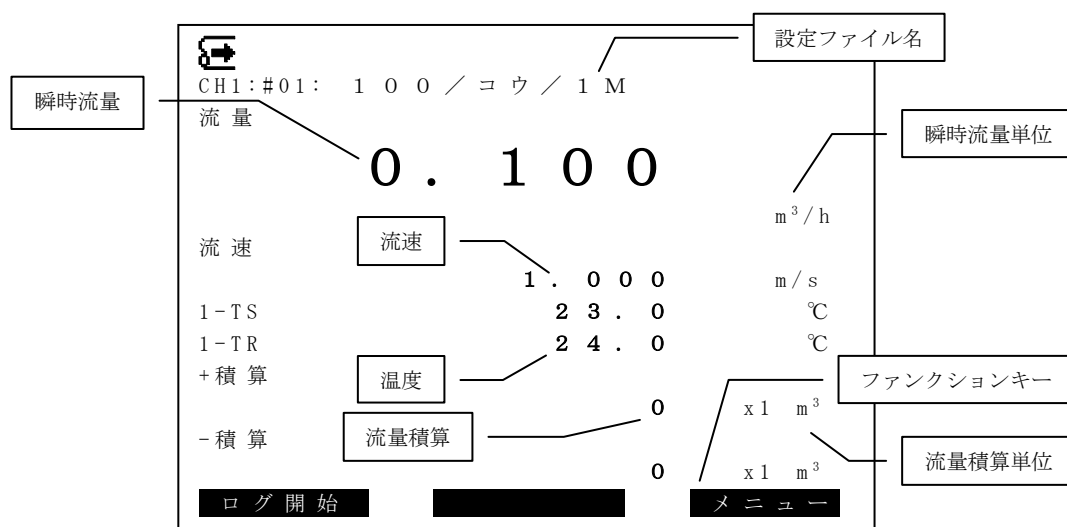 設定ファイル名
CH1:#01: 100/コウ/1M
瞬時流量
流量
瞬時流量単位
0.100
m³/h
流速
流速
1.000 m/s
1-TS 23.0 ℃
1-TR 24.0 ℃
+積算
温度
ファンクションキー
0 x1 m³
-積算
流量積算
流量積算単位
0 x1 m³
ログ開始 メニュー